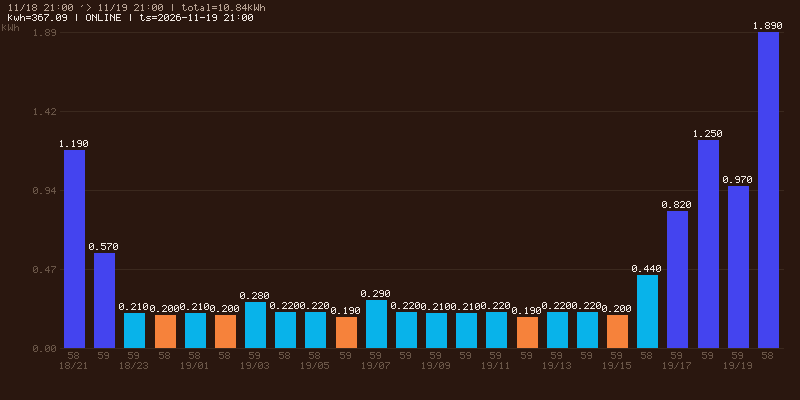 11/18 21:00 -> 11/19 21:00 | total=10.84kWh
Kwh=367.09 | ONLINE | ts=2026-11-19 21:00
kWh
1.89
1.42
0.94
0.47
0.00
1.190 0.570 0.210 0.200 0.210 0.200 0.280 0.220 0.220 0.190 0.290 0.220 0.210 0.210 0.220 0.190 0.220 0.220 0.200 0.440 0.820 1.250 0.970 1.890
58 59 59 58 58 58 59 58 58 59 59 59 59 59 59 59 59 59 59 58 59 59 59 58
18/21 18/23 19/01 19/03 19/05 19/07 19/09 19/11 19/13 19/15 19/17 19/19